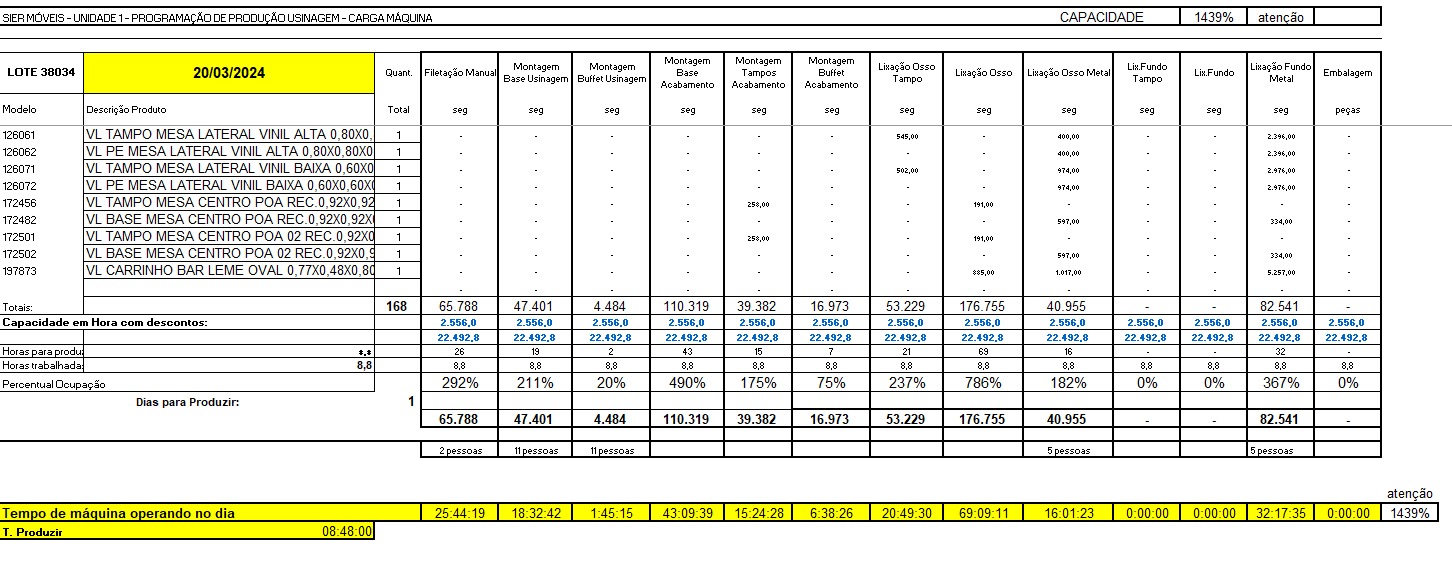 SIER MÓVEIS - UNIDADE 1 - PROGRAMAÇÃO DE PRODUÇÃO USINAGEM - CARGA MÁQUINA CAPACIDADE 1439% atenção
LOTE 38034 20/03/2024 Quant. Filetação Manual Montagem Base Usinagem Montagem Buffet Usinagem Montagem Base Acabamento Montagem Tampos Acabamento Montagem Buffet Acabamento Lixação Osso Tampo Lixação Osso Lixação Osso Metal Lix.Fundo Tampo Lix.Fundo Lixação Fundo Metal Embalagem
Modelo Descrição Produto Total seg seg seg seg seg seg seg seg seg seg seg seg peças
126061 VL TAMPO MESA LATERAL VINIL ALTA 0,80X0, 1 - - - - - - 545,00 - 400,00 - - 2.396,00 -
126062 VL PE MESA LATERAL VINIL ALTA 0,80X0,80X0 1 - - - - - - - - 400,00 - - 2.396,00 -
126071 VL TAMPO MESA LATERAL VINIL BAIXA 0,60X0 1 - - - - - - 502,00 - 974,00 - - 2.976,00 -
126072 VL PE MESA LATERAL VINIL BAIXA 0,60X0,60X0 1 - - - - - - - - 974,00 - - 2.976,00 -
172456 VL TAMPO MESA CENTRO POA REC.0,92X0,92 1 - - - - 258,00 - - 191,00 - - - - -
172482 VL BASE MESA CENTRO POA REC.0,92X0,92X 1 - - - - - - - - 597,00 - - 334,00 -
172501 VL TAMPO MESA CENTRO POA 02 REC.0,92X0 1 - - - - 258,00 - - 191,00 - - - - -
172502 VL BASE MESA CENTRO POA 02 REC.0,92X0,9 1 - - - - - - - - 597,00 - - 334,00 -
197873 VL CARRINHO BAR LEME OVAL 0,77X0,48X0,80 1 - - - - - - - 885,00 1.017,00 - - 5.257,00 -
- - - - - - - - - - - - -
Totais: 168 65.788 47.401 4.484 110.319 39.382 16.973 53.229 176.755 40.955 - - 82.541 -
Capacidade em Hora com descontos: 2.556,0 2.556,0 2.556,0 2.556,0 2.556,0 2.556,0 2.556,0 2.556,0 2.556,0 2.556,0 2.556,0 2.556,0 2.556,0
22.492,8 22.492,8 22.492,8 22.492,8 22.492,8 22.492,8 22.492,8 22.492,8 22.492,8 22.492,8 22.492,8 22.492,8 22.492,8
Horas para produz *.* 26 19 2 43 15 7 21 69 16 - - 32 -
Horas trabalhadas 8,8 8,8 8,8 8,8 8,8 8,8 8,8 8,8 8,8 8,8 8,8 8,8 8,8 8,8
Percentual Ocupação 292% 211% 20% 490% 175% 75% 237% 786% 182% 0% 0% 367% 0%
Dias para Produzir: 1
65.788 47.401 4.484 110.319 39.382 16.973 53.229 176.755 40.955 - - 82.541 -
2 pessoas 11 pessoas 11 pessoas 5 pessoas 5 pessoas
atenção
Tempo de máquina operando no dia 25:44:19 18:32:42 1:45:15 43:09:39 15:24:28 6:38:26 20:49:30 69:09:11 16:01:23 0:00:00 0:00:00 32:17:35 0:00:00 1439%
T. Produzir 08:48:00